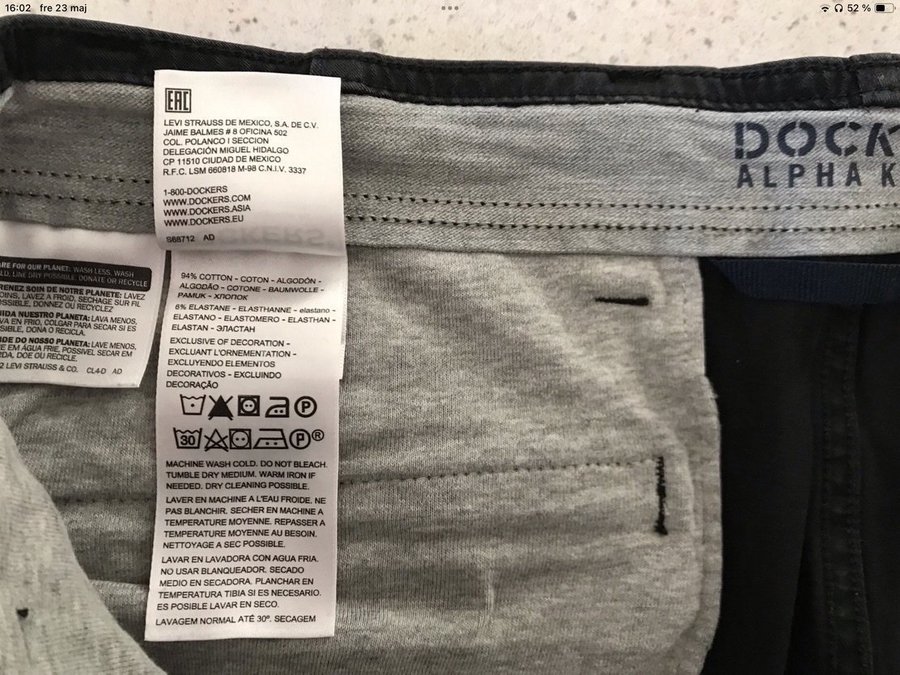 16:02 fre 23 maj
52 %
EAC
LEVI STRAUSS DE MEXICO, S.A. DE C.V.
JAIME BALMES # 8 OFICINA 502
COL. POLANCO I SECCION
DELEGACIÓN MIGUEL HIDALGO
CP 11510 CIUDAD DE MEXICO
R.F.C. LSM 660818 M-98 C.N.I.V. 3337
1-800-DOCKERS
WWW.DOCKERS.COM
WWW.DOCKERS.ASIA
WWW.DOCKERS.EU
S68712 AD
DOCK
ALPHA K
ARE FOR OUR PLANET: WASH LESS, WASH
LD, LINE DRY POSSIBLE, DONATE OR RECYCLE
RENEZ SOIN DE NOTRE PLANETE: LAVEZ
OINS, LAVEZ A FROID, SECHAGE SUR FIL
POSSIBLE, DONNEZ OU RECYCLEZ
IDA NUESTRO PLANETA: LAVA MENOS,
VA EN FRIO, COLGAR PARA SECAR SI ES
SIBLE, DONA O RECICLA.
IDE DO NOSSO PLANETA: LAVE MENOS,
E EM ÁGUA FRIE, POSSIVEL SECAR EM
RDA, DOE OU RECICLE.
2 LEVI STRAUSS & CO. CL4-D AD
94% COTTON - COTON - ALGODÓN -
ALGODÃO - COTONE - BAUMWOLLE -
PAMUK - ХЛОПОК
6% ELASTANE - ELASTHANNE - elastano -
ELASTANO - ELASTOMERO - ELASTHAN -
ELASTAN - ЭЛАСТАН
EXCLUSIVE OF DECORATION -
EXCLUANT L'ORNEMENTATION -
EXCLUYENDO ELEMENTOS
DECORATIVOS - EXCLUINDO
DECORAÇÃO
P
30 P®
MACHINE WASH COLD. DO NOT BLEACH.
TUMBLE DRY MEDIUM. WARM IRON IF
NEEDED. DRY CLEANING POSSIBLE.
LAVER EN MACHINE A L'EAU FROIDE. NE
PAS BLANCHIR. SECHER EN MACHINE A
TEMPERATURE MOYENNE. REPASSER A
TEMPERATURE MOYENNE AU BESOIN.
NETTOYAGE A SEC POSSIBLE.
LAVAR EN LAVADORA CON AGUA FRIA.
NO USAR BLANQUEADOR. SECADO
MEDIO EN SECADORA. PLANCHAR EN
TEMPERATURA TIBIA SI ES NECESARIO.
ES POSIBLE LAVAR EN SECO.
LAVAGEM NORMAL ATÉ 30º. SECAGEM